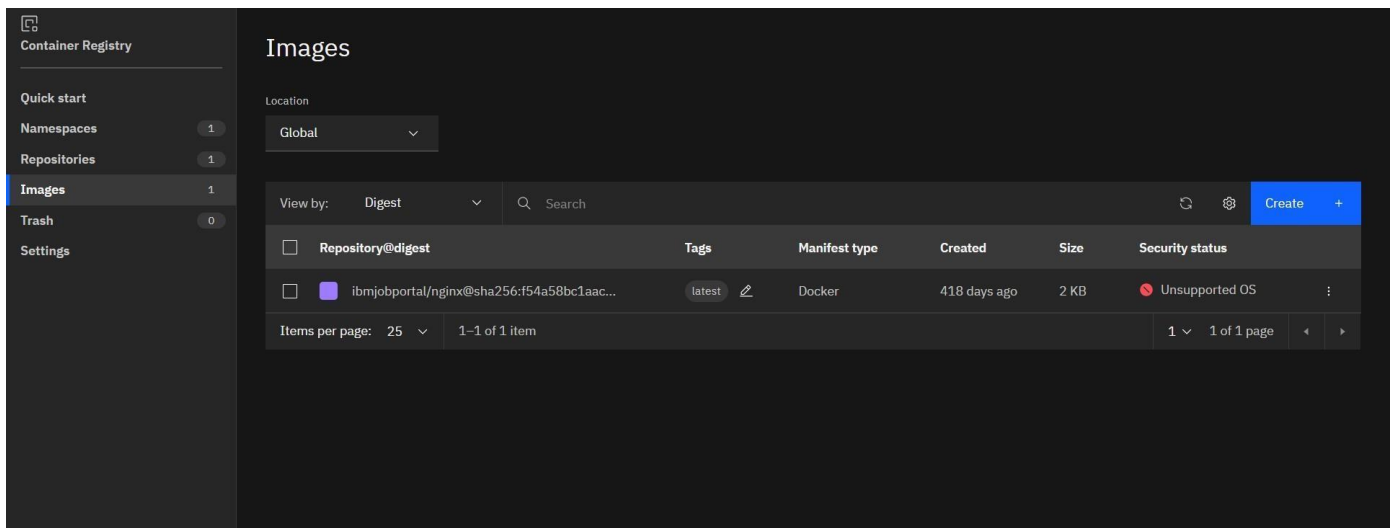 Container Registry
Quick start
Namespaces 1
Repositories 1
Images 1
Trash 0
Settings
Images
Location
Global
View by: Digest Search Create +
Repository@digest Tags Manifest type Created Size Security status
ibmjobportal/nginx@sha256:f54a58bc1aac... latest Docker 418 days ago 2 KB Unsupported OS
Items per page: 25 1–1 of 1 item 1 1 of 1 page